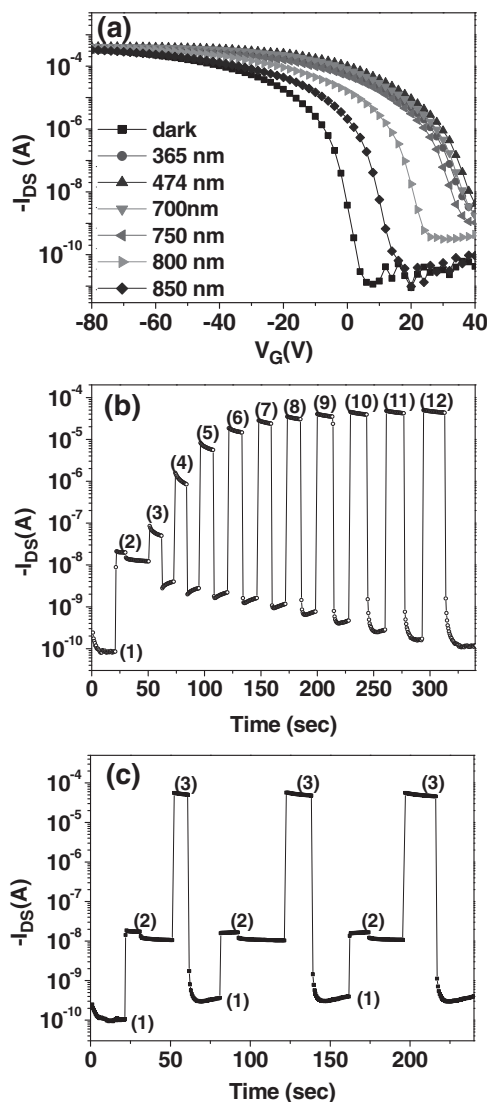 (a)
10⁻⁴
10⁻⁶
10⁻⁸
10⁻¹⁰
-I_DS (A)
dark
365 nm
474 nm
700nm
750 nm
800 nm
850 nm
-80 -60 -40 -20 0 20 40
V_G(V)
(b)
10⁻⁴
10⁻⁵
10⁻⁶
10⁻⁷
10⁻⁸
10⁻⁹
10⁻¹⁰
-I_DS(A)
(1) (2) (3) (4) (5) (6) (7) (8) (9) (10) (11) (12)
0 50 100 150 200 250 300
Time (sec)
(c)
10⁻⁴
10⁻⁵
10⁻⁶
10⁻⁷
10⁻⁸
10⁻⁹
10⁻¹⁰
-I_DS(A)
(3) (3) (3)
(2) (2) (2)
(1) (1) (1)
0 50 100 150 200
Time (sec)